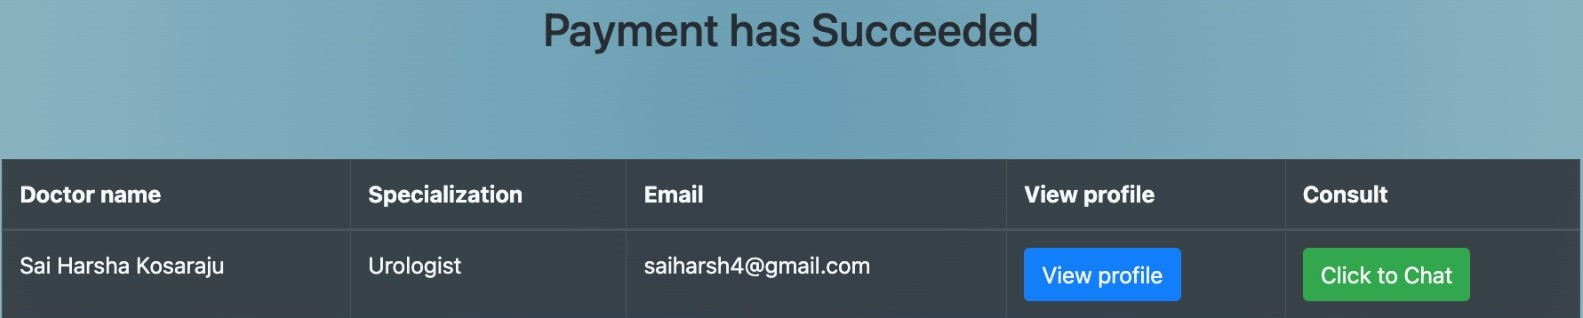 Payment has Succeeded
Doctor name Specialization Email View profile Consult
Sai Harsha Kosaraju Urologist saiharsh4@gmail.com View profile Click to Chat